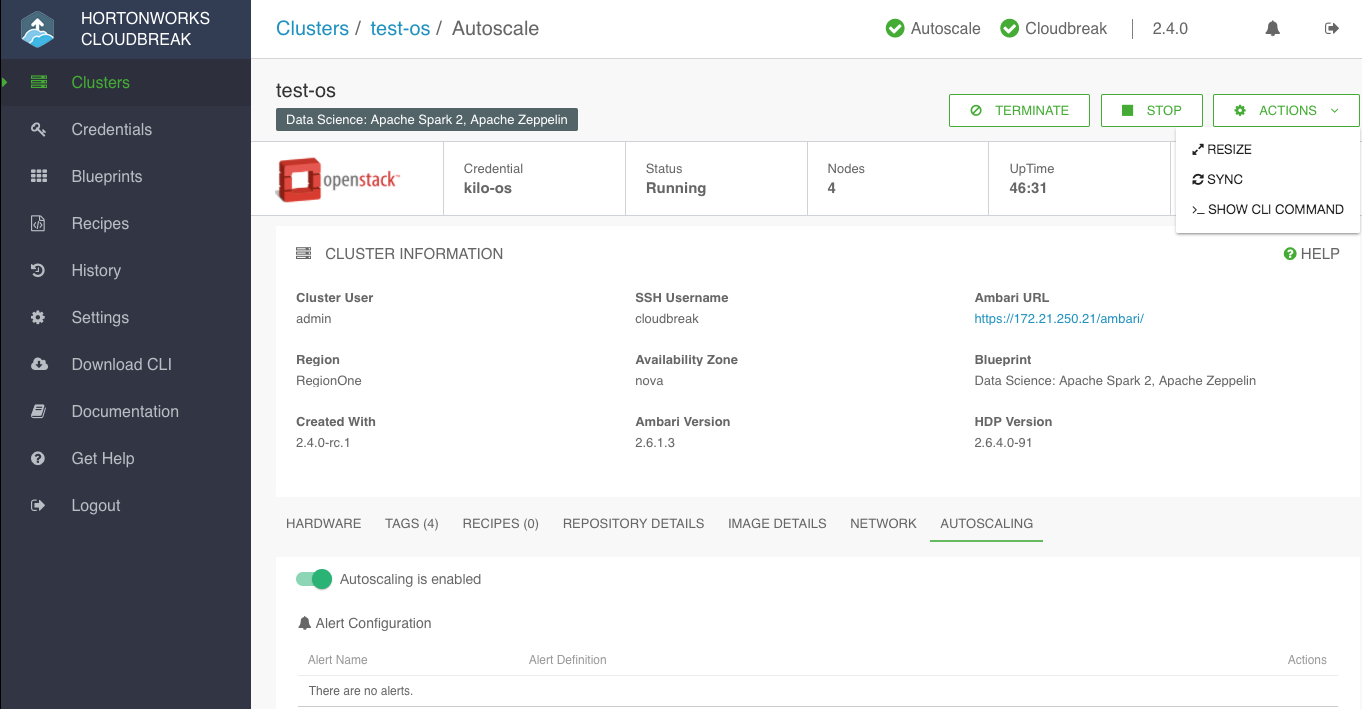 HORTONWORKS
CLOUDBREAK
Clusters / test-os / Autoscale
Autoscale
Cloudbreak
2.4.0
Clusters
Credentials
Blueprints
Recipes
History
Settings
Download CLI
Documentation
Get Help
Logout
test-os
Data Science: Apache Spark 2, Apache Zeppelin
TERMINATE
STOP
ACTIONS
RESIZE
SYNC
>_ SHOW CLI COMMAND
openstack™
Credential
kilo-os
Status
Running
Nodes
4
UpTime
46:31
CLUSTER INFORMATION
HELP
Cluster User
admin
SSH Username
cloudbreak
Ambari URL
https://172.21.250.21/ambari/
Region
RegionOne
Availability Zone
nova
Blueprint
Data Science: Apache Spark 2, Apache Zeppelin
Created With
2.4.0-rc.1
Ambari Version
2.6.1.3
HDP Version
2.6.4.0-91
HARDWARE
TAGS (4)
RECIPES (0)
REPOSITORY DETAILS
IMAGE DETAILS
NETWORK
AUTOSCALING
Autoscaling is enabled
Alert Configuration
Alert Name
Alert Definition
Actions
There are no alerts.